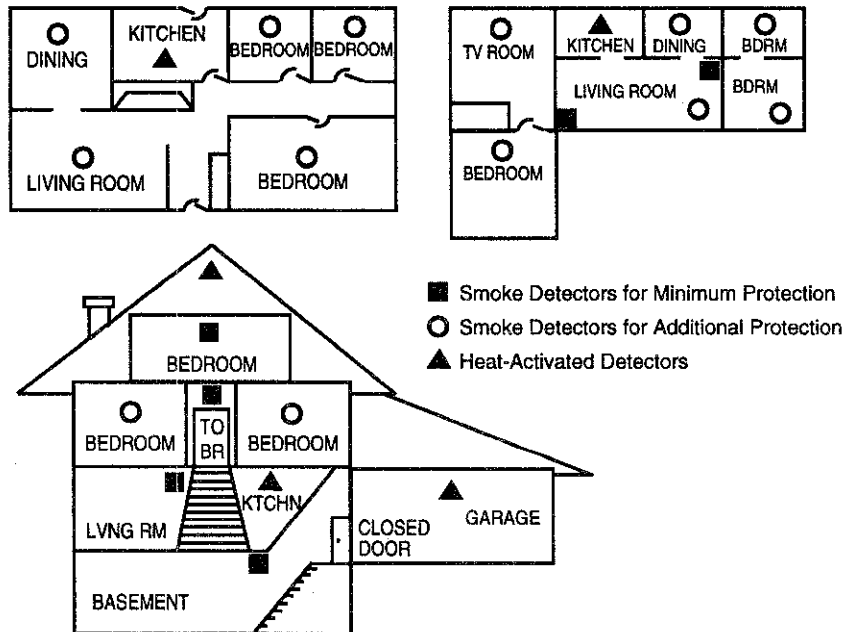 DINING
KITCHEN
BEDROOM
BEDROOM
LIVING ROOM
BEDROOM
TV ROOM
KITCHEN
DINING
BDRM
LIVING ROOM
BDRM
BEDROOM
Smoke Detectors for Minimum Protection
Smoke Detectors for Additional Protection
Heat-Activated Detectors
BEDROOM
BEDROOM
TO
BR
BEDROOM
LVNG RM
KTCHN
CLOSED
DOOR
GARAGE
BASEMENT